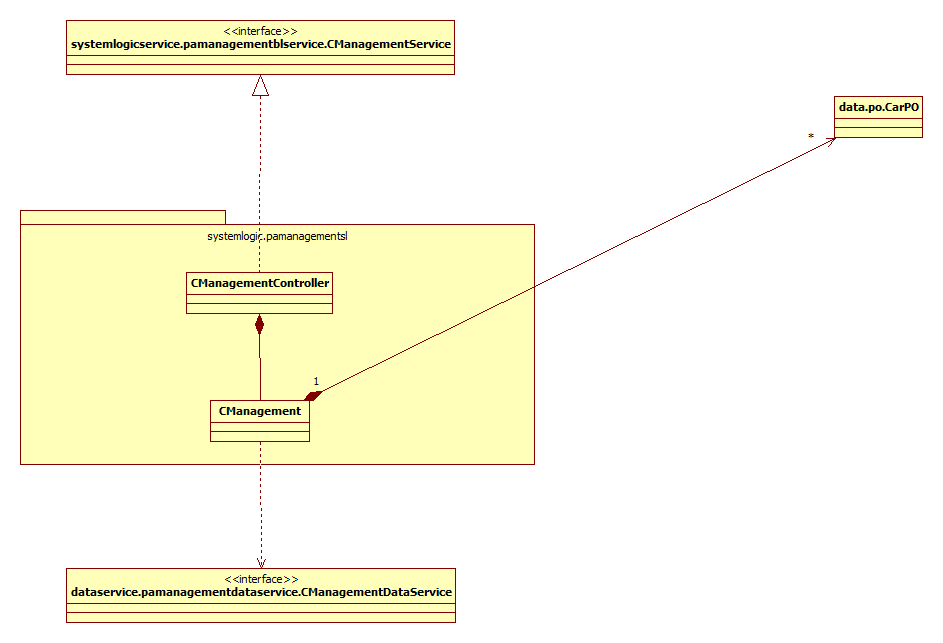 <<interface>>
systemlogicservice.pamanagementblservice.CManagementService
data.po.CarPO
*
systemlogic.pamanagementsl
CManagementController
1
CManagement
<<interface>>
dataservice.pamanagementdataservice.CManagementDataService